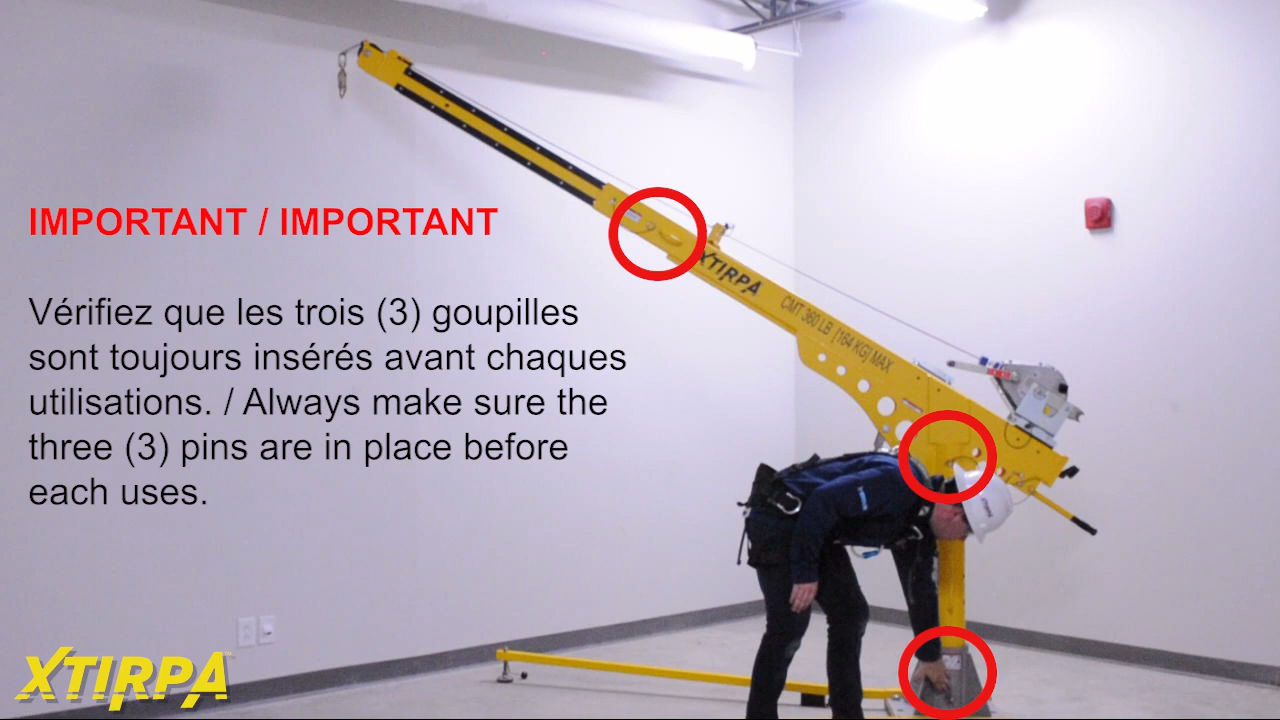 IMPORTANT / IMPORTANT
Vérifiez que les trois (3) goupilles
sont toujours insérés avant chaques
utilisations. / Always make sure the
three (3) pins are in place before
each uses.
XTIRPA
CMT 360 LB [164 KG] MAX
XTIRPA™